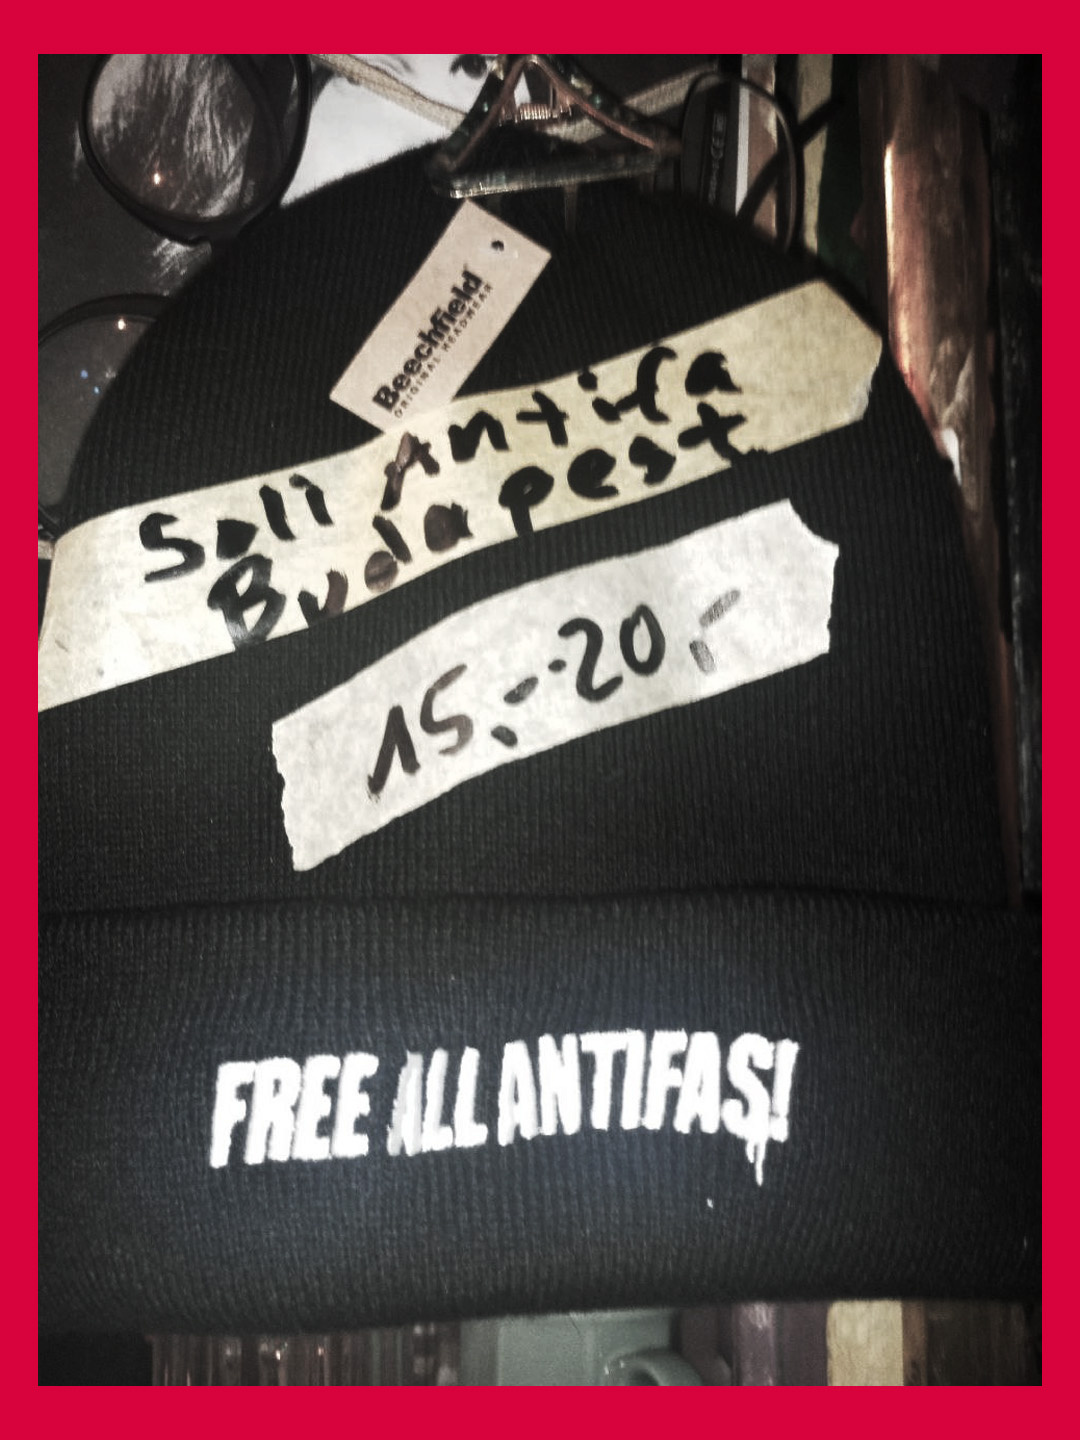 Beechfield
ORIGINAL HEADWEAR
Soli Antifa
Budapest
15,--20,-
FREE ALL ANTIFAS!